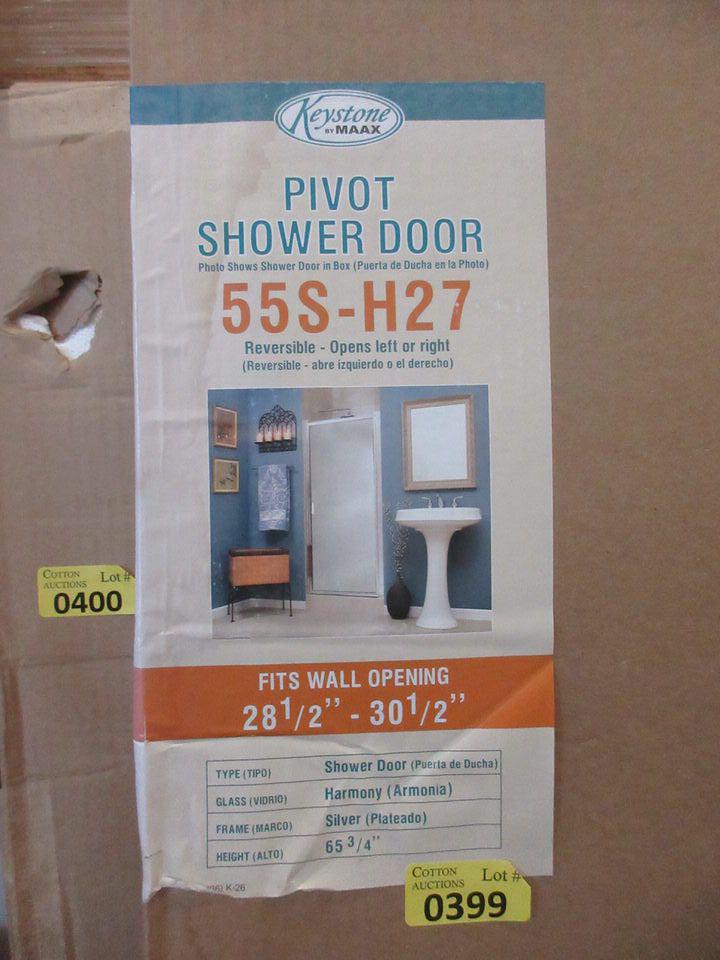 Keystone
BY MAAX
PIVOT
SHOWER DOOR
Photo Shows Shower Door in Box (Puerta de Ducha en la Photo)
55S-H27
Reversible - Opens left or right
(Reversible - abre izquierdo o el derecho)
FITS WALL OPENING
28 1/2" - 30 1/2"
TYPE (TIPO) Shower Door (Puerta de Ducha)
GLASS (VIDRIO) Harmony (Armonia)
FRAME (MARCO) Silver (Plateado)
HEIGHT (ALTO) 65 3/4"
K-26
COTTON AUCTIONS Lot #
0400
COTTON AUCTIONS Lot #
0399